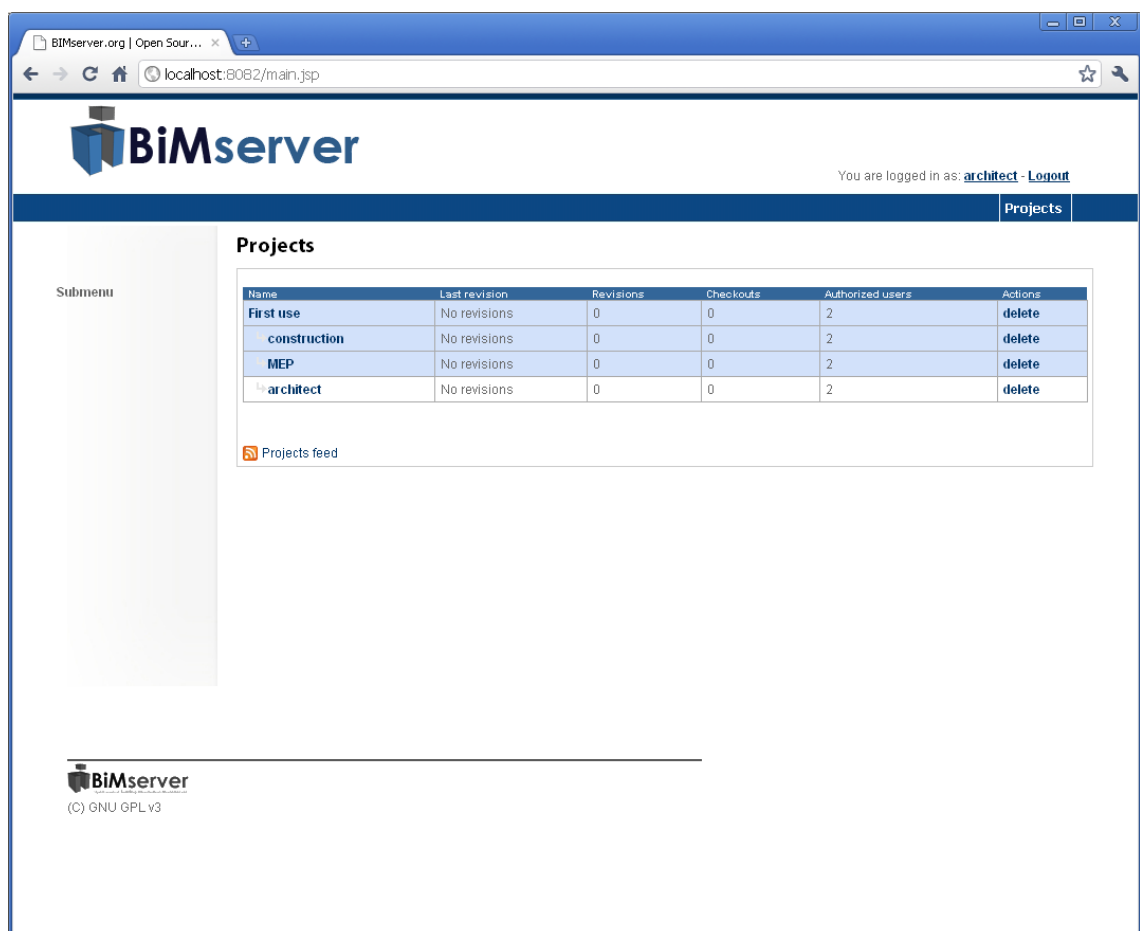 BIMserver.org | Open Sour...
localhost:8082/main.jsp
BiMserver
You are logged in as: architect - Logout
Projects
Projects
Submenu
Name Last revision Revisions Checkouts Authorized users Actions
First use No revisions 0 0 2 delete
construction No revisions 0 0 2 delete
MEP No revisions 0 0 2 delete
architect No revisions 0 0 2 delete
Projects feed
BiMserver
(C) GNU GPL v3